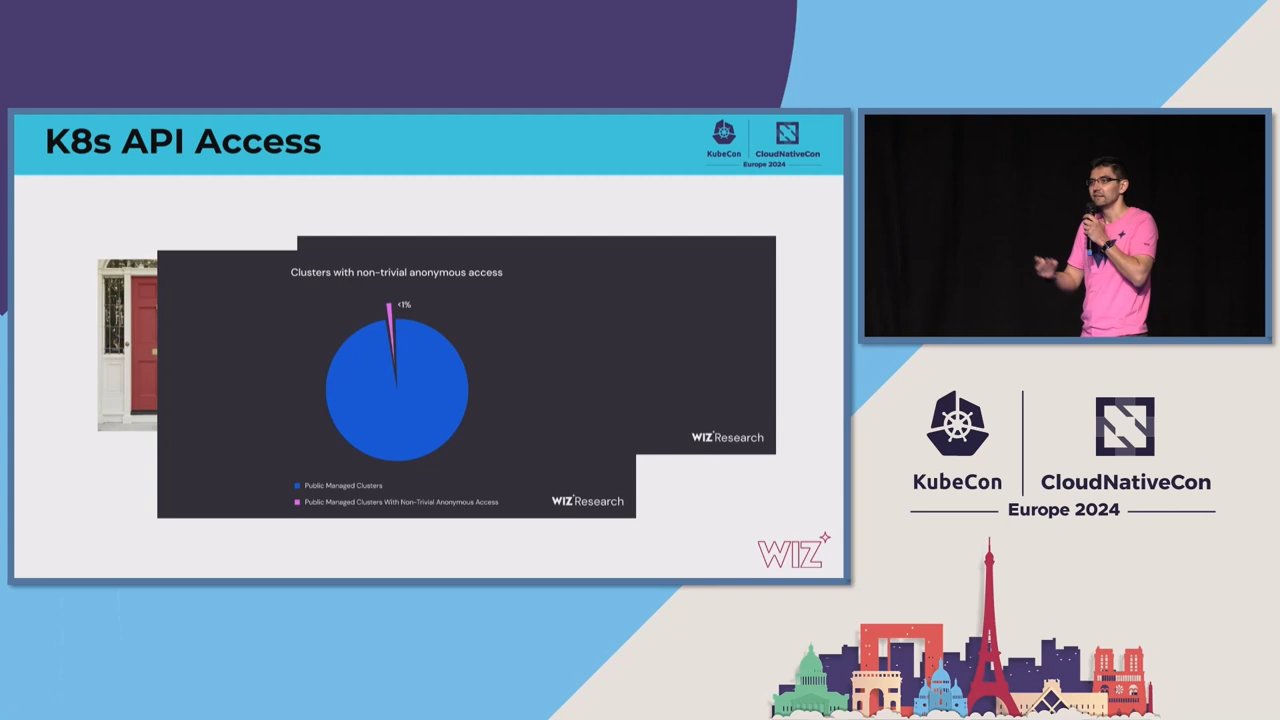 K8s API Access
KubeCon
CloudNativeCon
Europe 2024
Clusters with non-trivial anonymous access
<1%
WIZ Research
Public Managed Clusters
Public Managed Clusters With Non-Trivial Anonymous Access
WIZ Research
WIZ
KubeCon
CloudNativeCon
Europe 2024